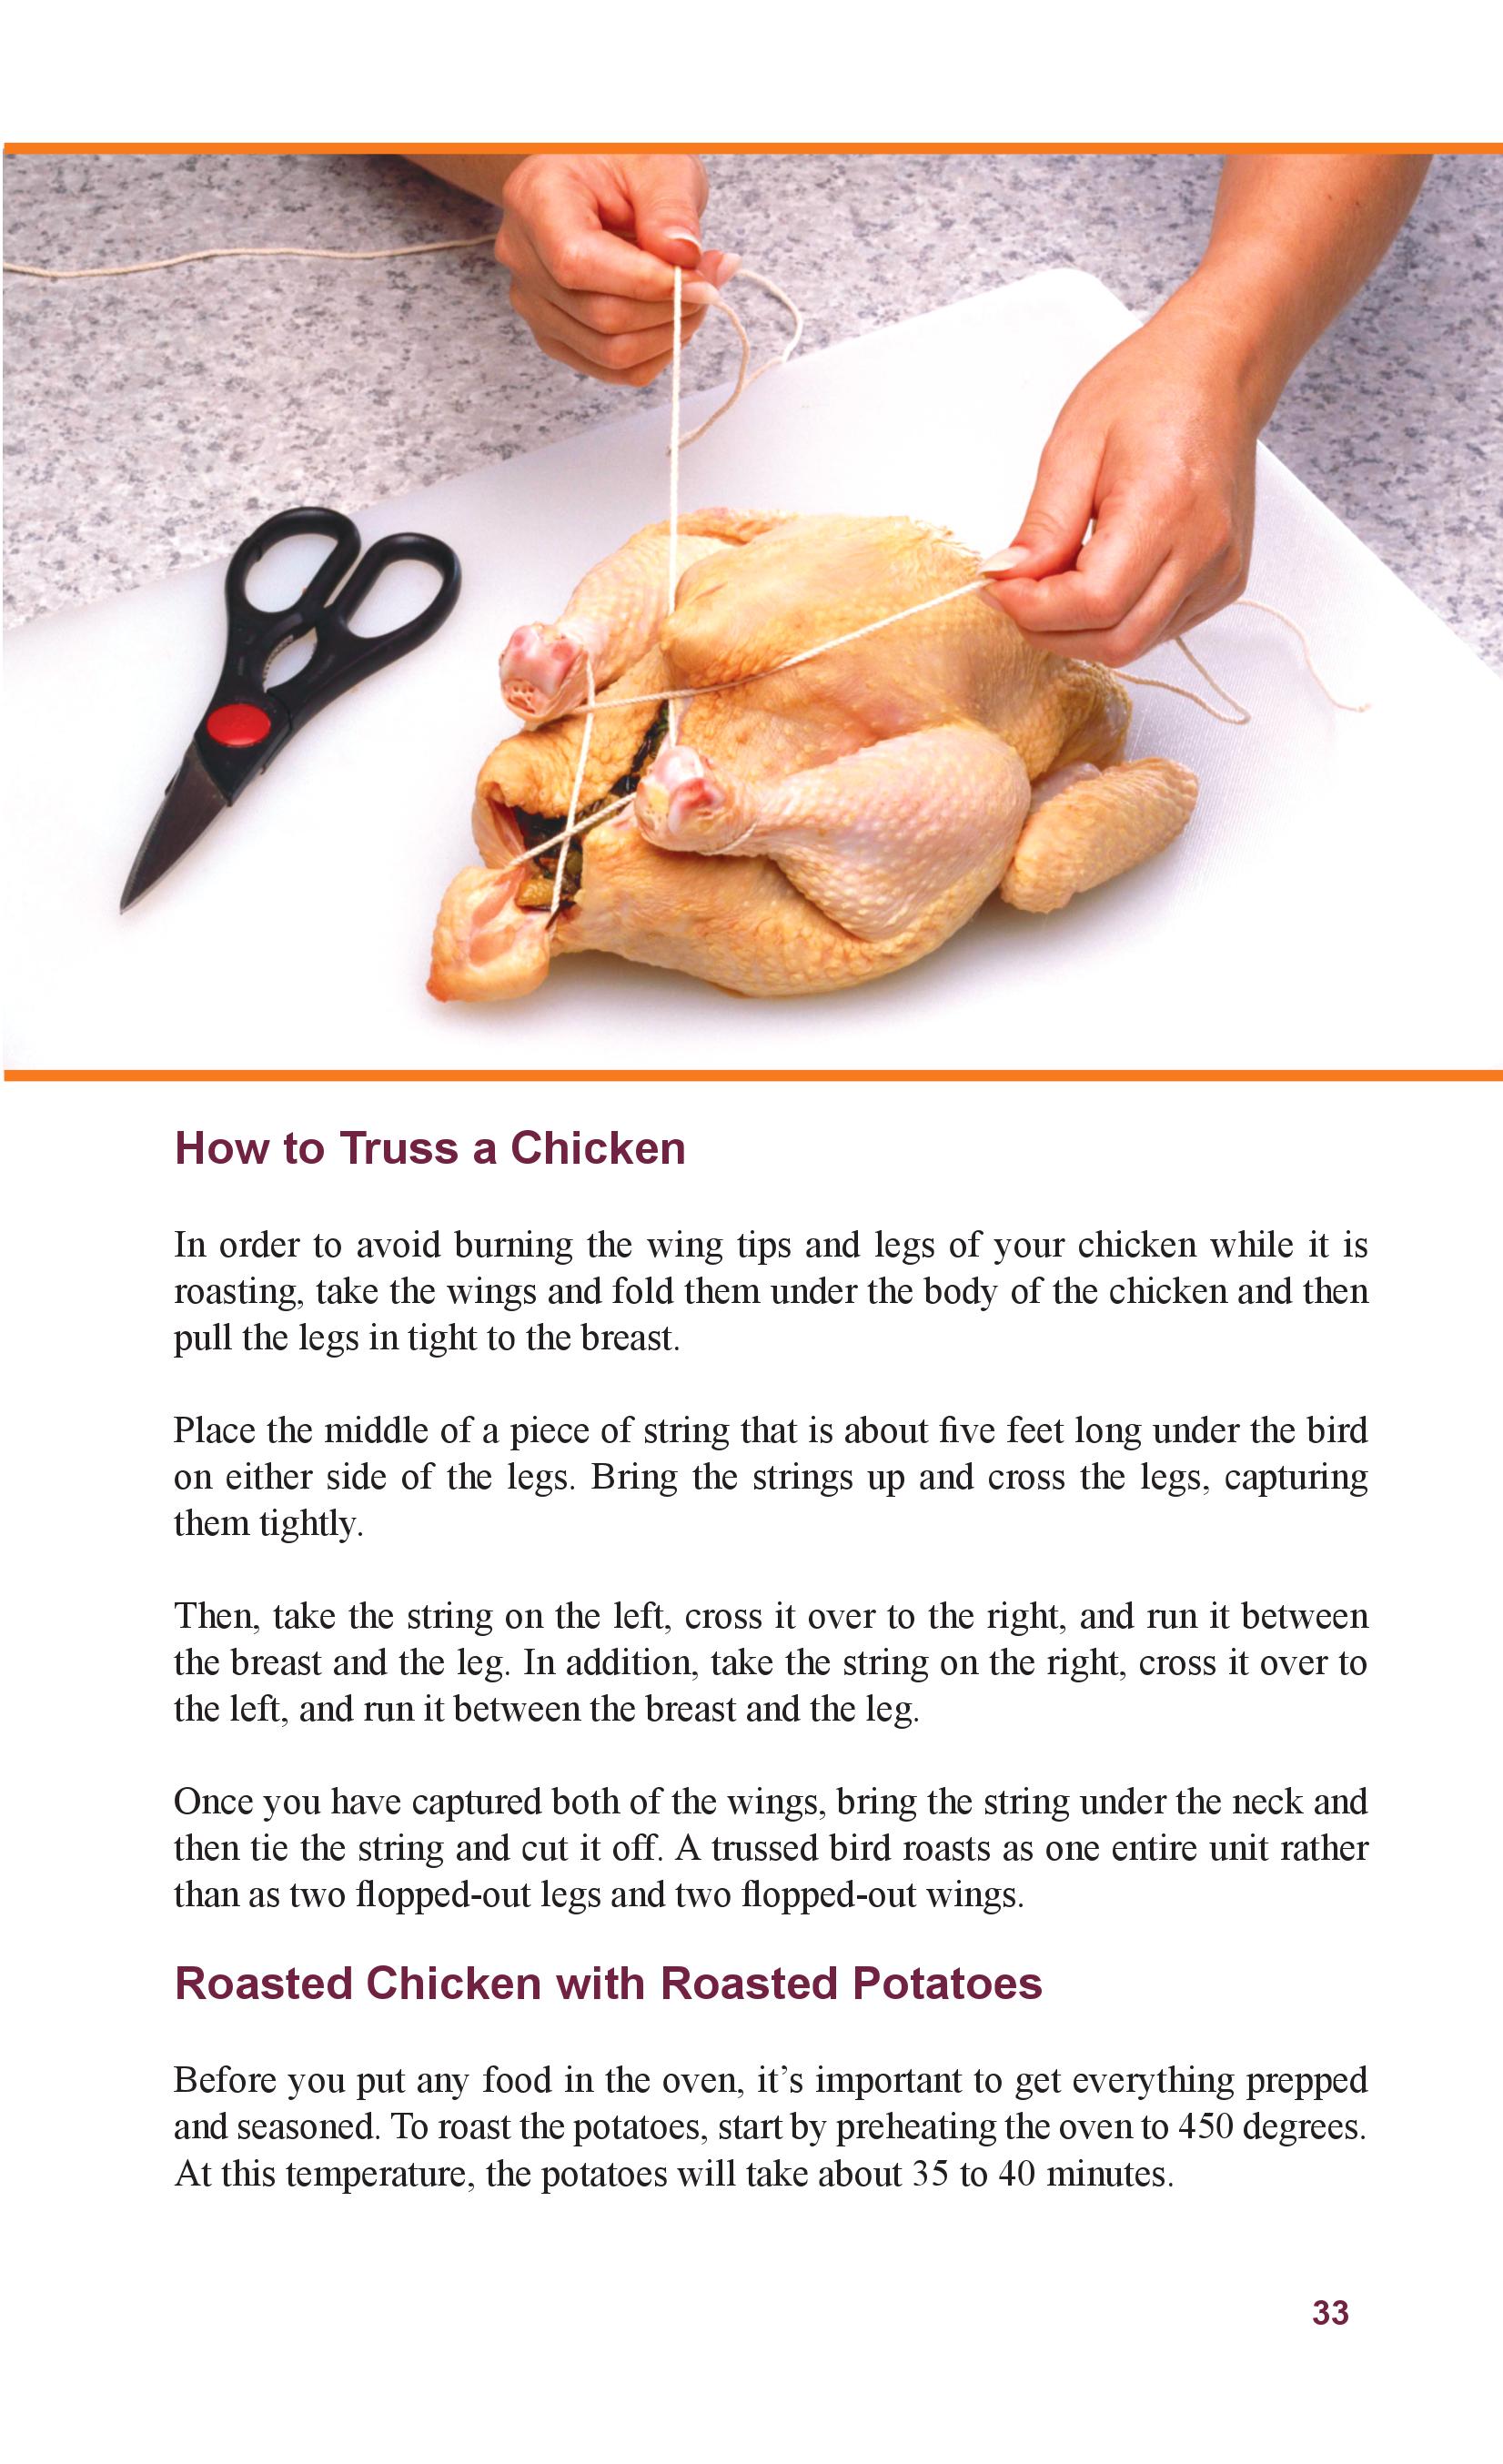 How to Truss a Chicken
In order to avoid burning the wing tips and legs of your chicken while it is
roasting, take the wings and fold them under the body of the chicken and then
pull the legs in tight to the breast.
Place the middle of a piece of string that is about five feet long under the bird
on either side of the legs. Bring the strings up and cross the legs, capturing
them tightly.
Then, take the string on the left, cross it over to the right, and run it between
the breast and the leg. In addition, take the string on the right, cross it over to
the left, and run it between the breast and the leg.
Once you have captured both of the wings, bring the string under the neck and
then tie the string and cut it off. A trussed bird roasts as one entire unit rather
than as two flopped-out legs and two flopped-out wings.
Roasted Chicken with Roasted Potatoes
Before you put any food in the oven, it’s important to get everything prepped
and seasoned. To roast the potatoes, start by preheating the oven to 450 degrees.
At this temperature, the potatoes will take about 35 to 40 minutes.
33